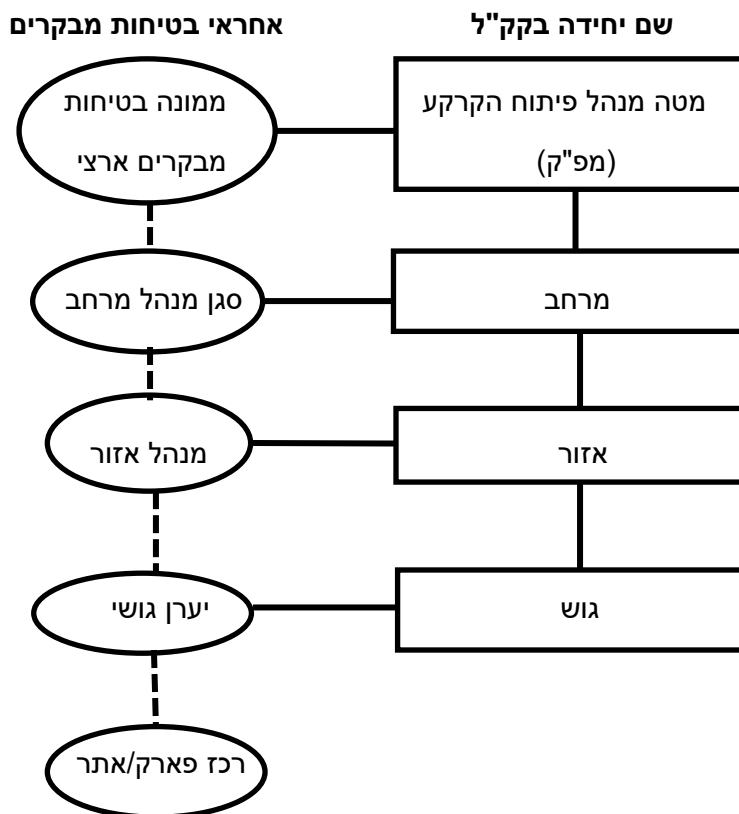 שם יחידה בקק"ל
אחראי בטיחות מבקרים
מטה מנהל פיתוח הקרקע
(מפ"ק)
ממונה בטיחות
מבקרים ארצי
מרחב
סגן מנהל מרחב
אזור
מנהל אזור
גוש
יערן גושי
רכז פארק/אתר